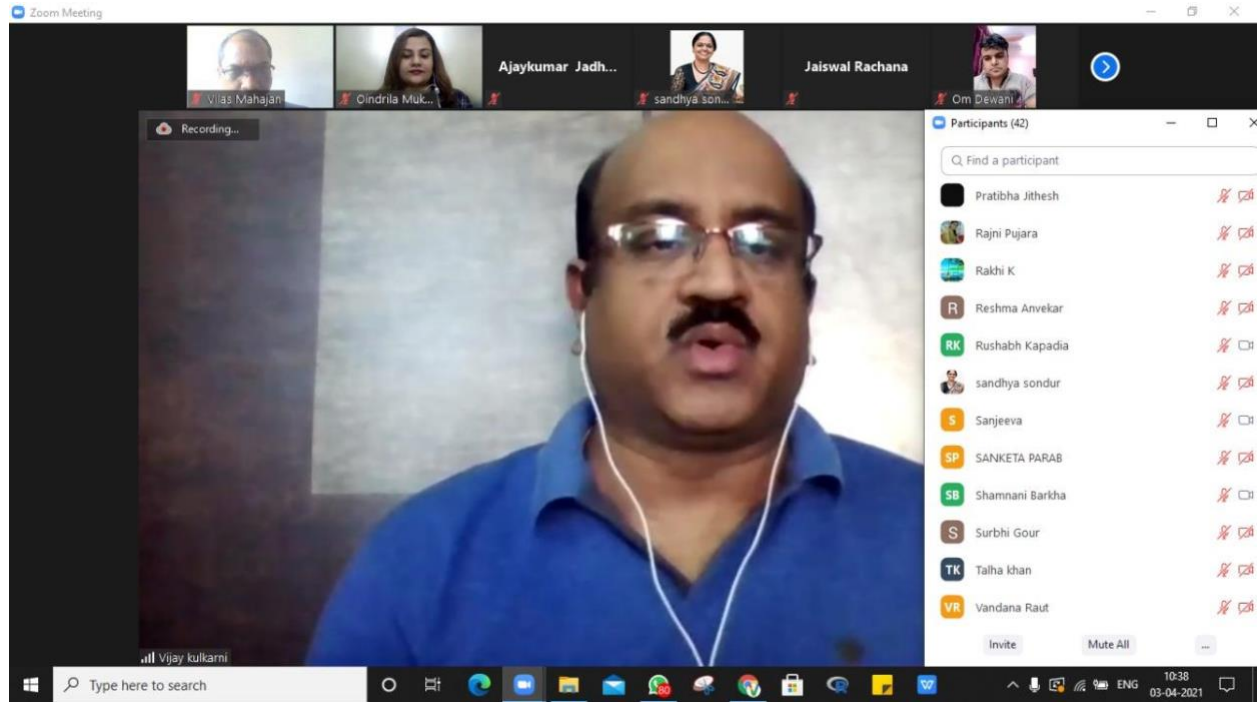 Zoom Meeting
Vilas Mahajan
Oindrila Muk...
Ajaykumar Jadh...
sandhya son...
Jaiswal Rachana
Om Dewani
Recording...
Participants (42)
Find a participant
Pratibha Jithesh
Rajni Pujara
Rakhi K
R Reshma Anvekar
RK Rushabh Kapadia
sandhya sondur
S Sanjeeva
SP SANKETA PARAB
SB Shamnani Barkha
S Surbhi Gour
TK Talha khan
VR Vandana Raut
Invite Mute All ...
Vijay kulkarni
Type here to search
80
R
W
ENG
10:38
03-04-2021